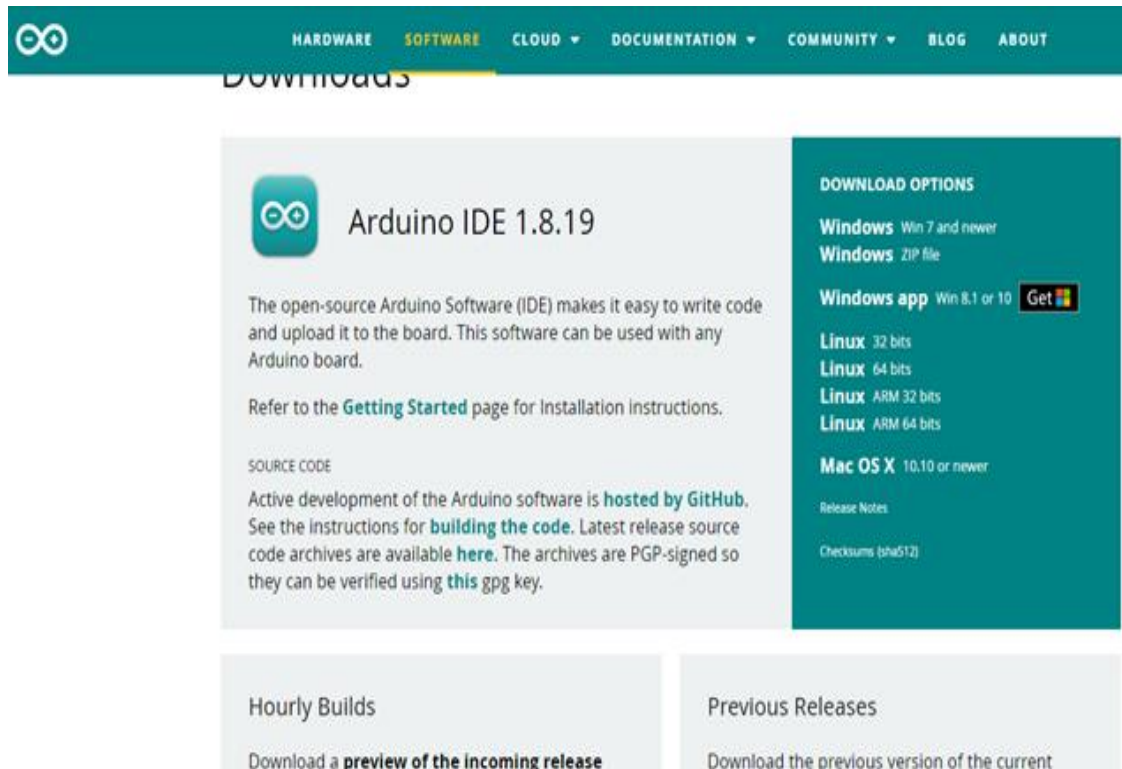 HARDWARE SOFTWARE CLOUD DOCUMENTATION COMMUNITY BLOG ABOUT
Downloads
Arduino IDE 1.8.19
The open-source Arduino Software (IDE) makes it easy to write code
and upload it to the board. This software can be used with any
Arduino board.
Refer to the Getting Started page for Installation instructions.
SOURCE CODE
Active development of the Arduino software is hosted by GitHub.
See the instructions for building the code. Latest release source
code archives are available here. The archives are PGP-signed so
they can be verified using this gpg key.
DOWNLOAD OPTIONS
Windows Win 7 and newer
Windows ZIP file
Windows app Win 8.1 or 10 Get
Linux 32 bits
Linux 64 bits
Linux ARM 32 bits
Linux ARM 64 bits
Mac OS X 10.10 or newer
Release Notes
Checksums (sha512)
Hourly Builds
Download a preview of the incoming release
Previous Releases
Download the previous version of the current